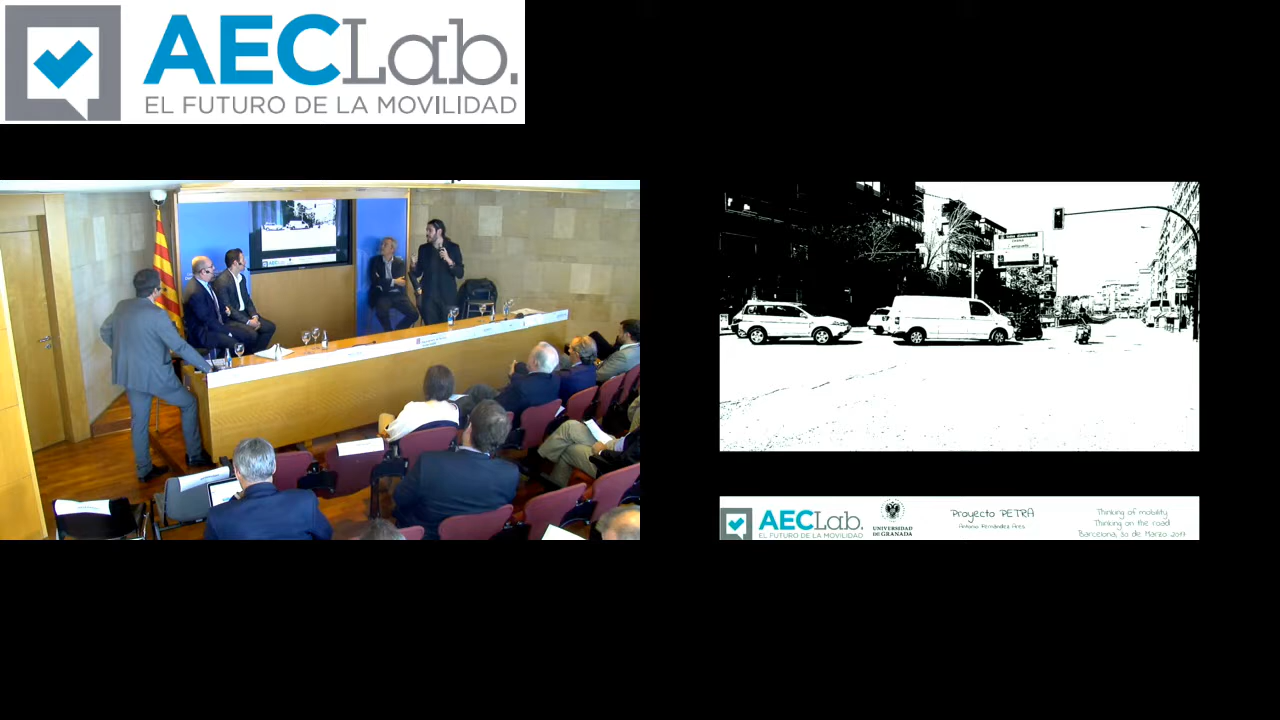 AECLab.
EL FUTURO DE LA MOVILIDAD
AECLab.
EL FUTURO DE LA MOVILIDAD
UNIVERSIDAD
DE GRANADA
Proyecto PETRA
Antonio Fernández Ares
Thinking of mobility
Thinking on the road
Barcelona, 30 de Marzo 2017